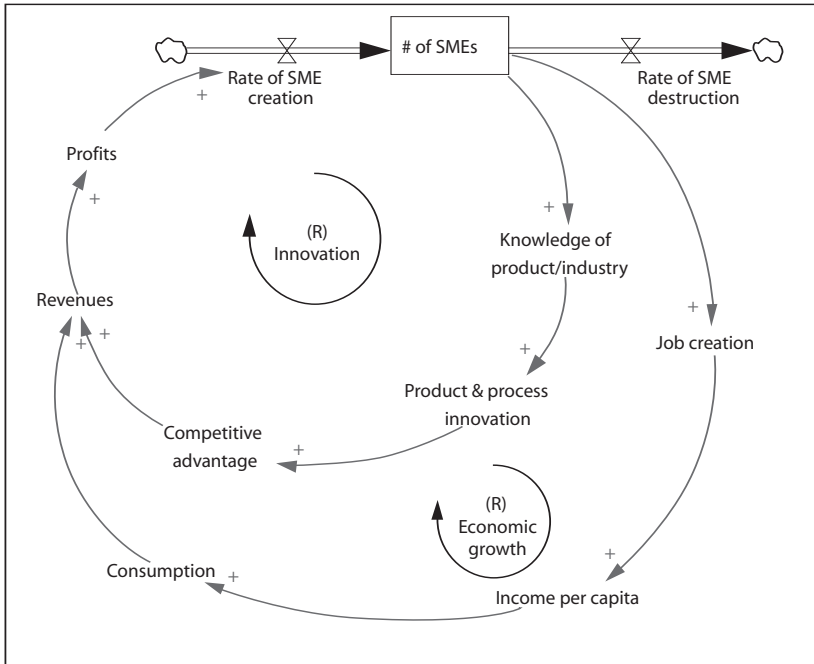 # of SMEs
Rate of SME
creation
Rate of SME
destruction
+
Profits
+
(R)
Innovation
+
Knowledge of
product/industry
Revenues
+
+
+
Job creation
+
Product & process
innovation
Competitive
advantage
+
(R)
Economic
growth
+
Consumption
+
Income per capita